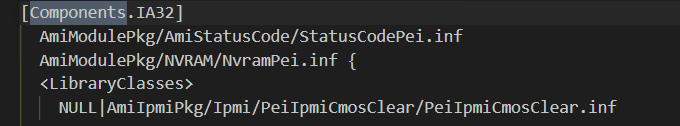 [Components.IA32]
AmiModulePkg/AmiStatusCode/StatusCodePei.inf
AmiModulePkg/NVRAM/NvramPei.inf {
<LibraryClasses>
NULL|AmiIpmiPkg/Ipmi/PeiIpmiCmosClear/PeiIpmiCmosClear.inf